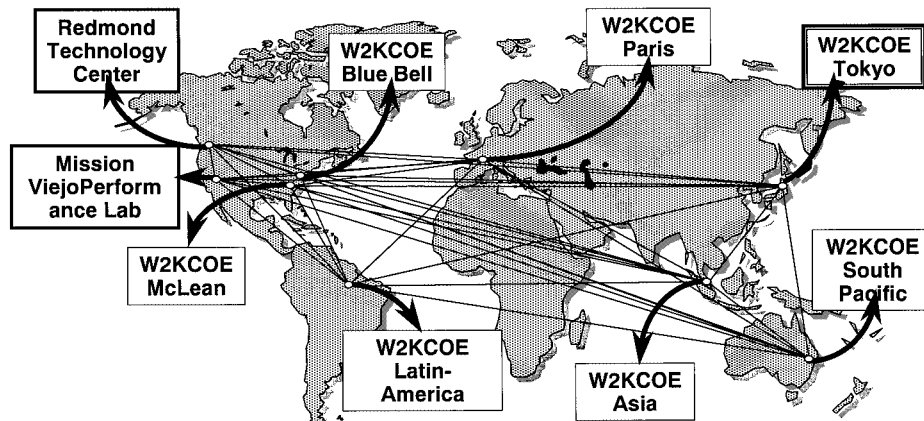 Redmond
Technology
Center
W2KCOE
Blue Bell
W2KCOE
Paris
W2KCOE
Tokyo
Mission
ViejoPerform
ance Lab
W2KCOE
McLean
W2KCOE
Latin-
America
W2KCOE
Asia
W2KCOE
South
Pacific